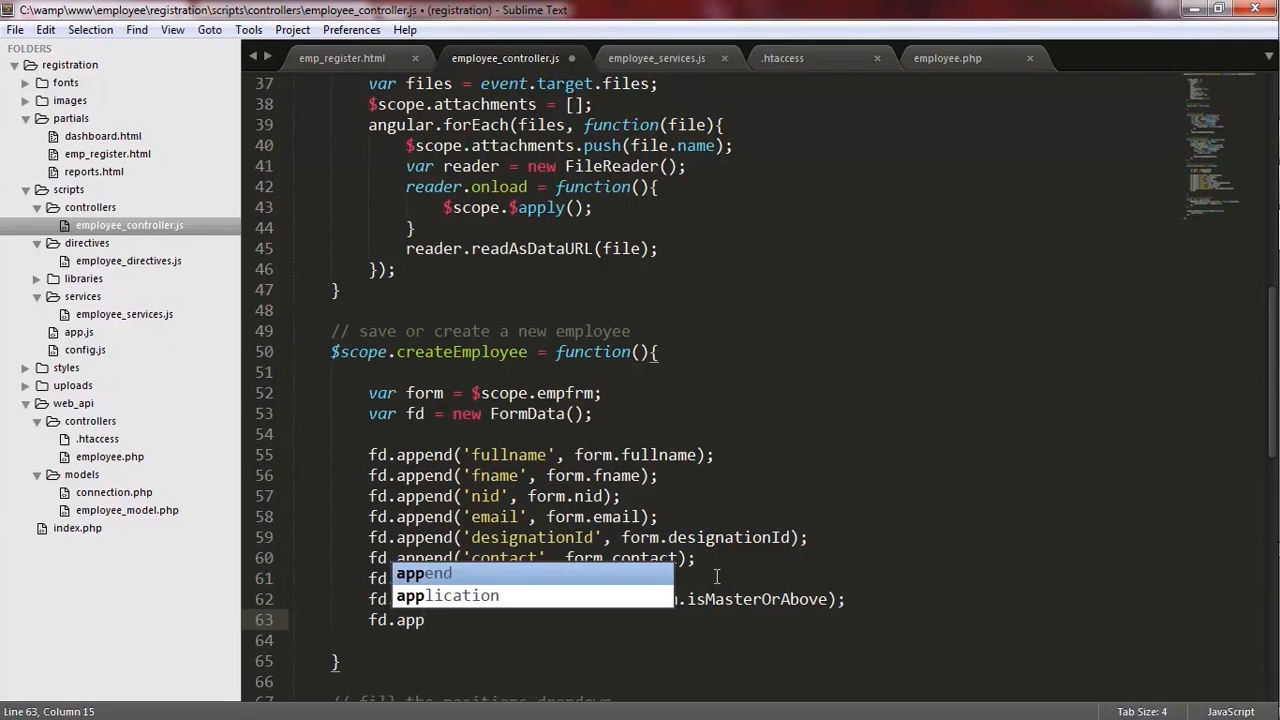 C:\wamp\www\employee\registration\scripts\controllers\employee_controller.js • (registration) - Sublime Text
File Edit Selection Find View Goto Tools Project Preferences Help
FOLDERS
registration
fonts
images
partials
dashboard.html
emp_register.html
reports.html
scripts
controllers
employee_controller.js
directives
employee_directives.js
libraries
services
employee_services.js
app.js
config.js
styles
uploads
web_api
controllers
.htaccess
employee.php
models
connection.php
employee_model.php
index.php
emp_register.html × employee_controller.js • employee_services.js × .htaccess × employee.php ×
37 var files = event.target.files;
38 $scope.attachments = [];
39 angular.forEach(files, function(file){
40 $scope.attachments.push(file.name);
41 var reader = new FileReader();
42 reader.onload = function(){
43 $scope.$apply();
44 }
45 reader.readAsDataURL(file);
46 });
47 }
48
49 // save or create a new employee
50 $scope.createEmployee = function(){
51
52 var form = $scope.empfrm;
53 var fd = new FormData();
54
55 fd.append('fullname', form.fullname);
56 fd.append('fname', form.fname);
57 fd.append('nid', form.nid);
58 fd.append('email', form.email);
59 fd.append('designationId', form.designationId);
60 fd.append('contact', form.contact);
61 fd.
append
application
62 fd. .isMasterOrAbove);
63 fd.app
64
65 }
66
67 // fill the positions dropdown
Line 63, Column 15 Tab Size: 4 JavaScript